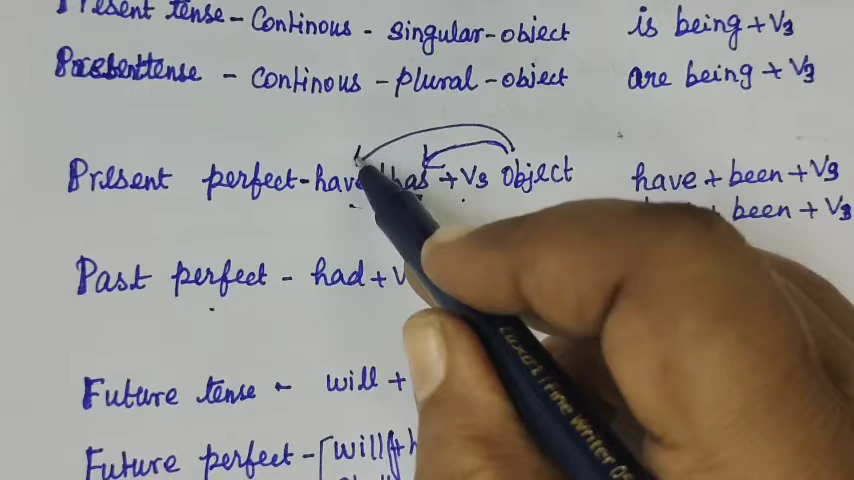 Present tense - Continous - singular - object is being + V3
Present tense - continous - plural - object are being + V3
Present perfect - have has + V3 object have + been + V3
+ been + V3
Past perfect - had + V
Future tense - will +
Future perfect - [will +
Luxor Fine Writer 05